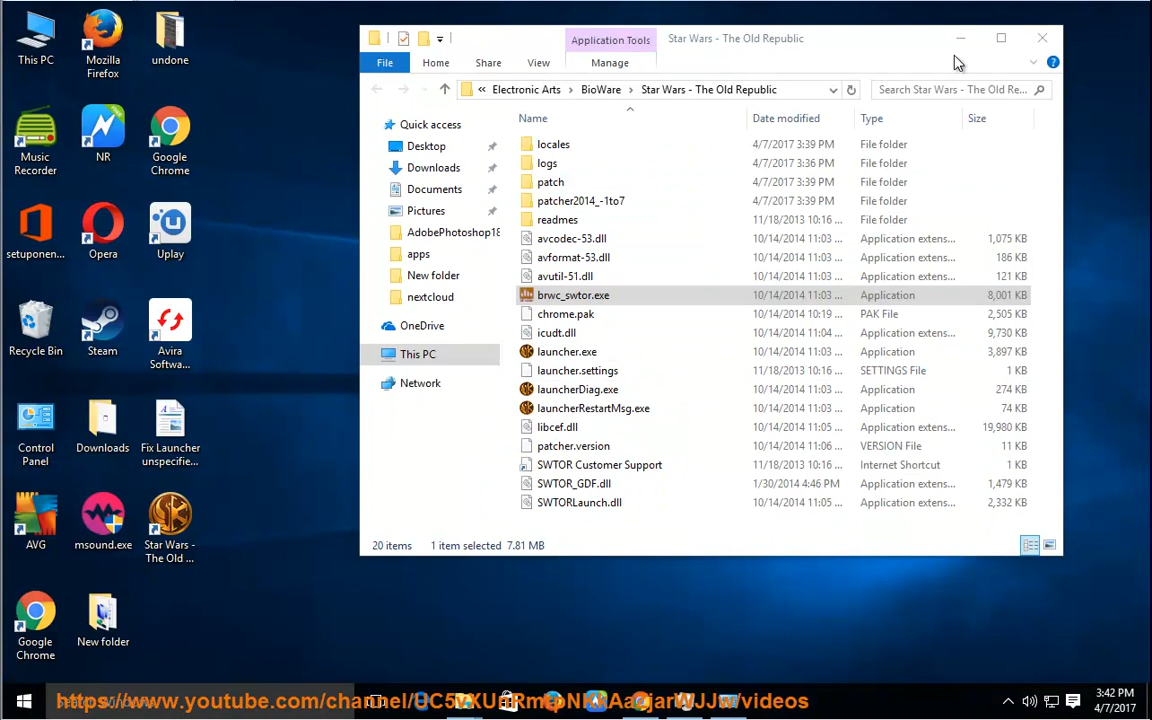 This PC
Mozilla
Firefox
undone
Music
Recorder
NR
Google
Chrome
setuponen...
Opera
Uplay
Recycle Bin
Steam
Avira
Softwa...
Control
Panel
Downloads
Fix Launcher
unspecifie...
AVG
msound.exe
Star Wars -
The Old ...
Google
Chrome
New folder
Application Tools
Star Wars - The Old Republic
File
Home
Share
View
Manage
« Electronic Arts › BioWare › Star Wars - The Old Republic
Search Star Wars - The Old Re...
Quick access
Desktop
Downloads
Documents
Pictures
AdobePhotoshop18
apps
New folder
nextcloud
OneDrive
This PC
Network
Name Date modified Type Size
locales 4/7/2017 3:39 PM File folder
logs 4/7/2017 3:36 PM File folder
patch 4/7/2017 3:39 PM File folder
patcher2014_-1to7 4/7/2017 3:39 PM File folder
readmes 11/18/2013 10:16 ... File folder
avcodec-53.dll 10/14/2014 11:03 ... Application extens... 1,075 KB
avformat-53.dll 10/14/2014 11:03 ... Application extens... 186 KB
avutil-51.dll 10/14/2014 11:03 ... Application extens... 121 KB
brwc_swtor.exe 10/14/2014 11:03 ... Application 8,001 KB
chrome.pak 10/14/2014 10:19 ... PAK File 2,505 KB
icudt.dll 10/14/2014 11:04 ... Application extens... 9,730 KB
launcher.exe 10/14/2014 11:03 ... Application 3,897 KB
launcher.settings 11/18/2013 10:16 ... SETTINGS File 1 KB
launcherDiag.exe 10/14/2014 11:03 ... Application 274 KB
launcherRestartMsg.exe 10/14/2014 11:03 ... Application 74 KB
libcef.dll 10/14/2014 11:05 ... Application extens... 19,980 KB
patcher.version 10/14/2014 11:06 ... VERSION File 11 KB
SWTOR Customer Support 11/18/2013 10:16 ... Internet Shortcut 1 KB
SWTOR_GDF.dll 1/30/2014 4:46 PM Application extens... 1,479 KB
SWTORLaunch.dll 10/14/2014 11:05 ... Application extens... 2,332 KB
20 items 1 item selected 7.81 MB
3:42 PM
4/7/2017